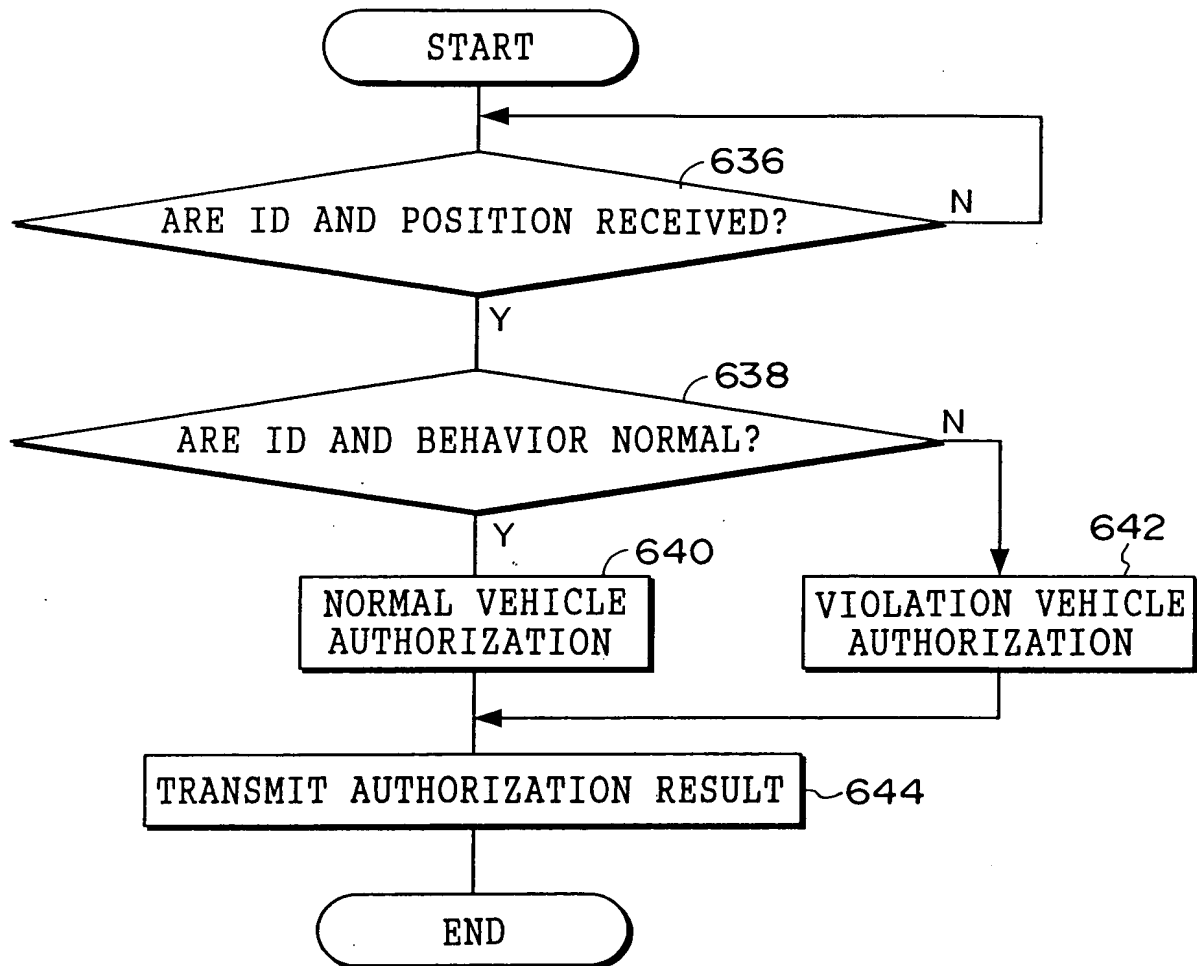 START
636
ARE ID AND POSITION RECEIVED?
N
Y
638
ARE ID AND BEHAVIOR NORMAL?
N
Y
640
642
NORMAL VEHICLE
AUTHORIZATION
VIOLATION VEHICLE
AUTHORIZATION
TRANSMIT AUTHORIZATION RESULT
644
END